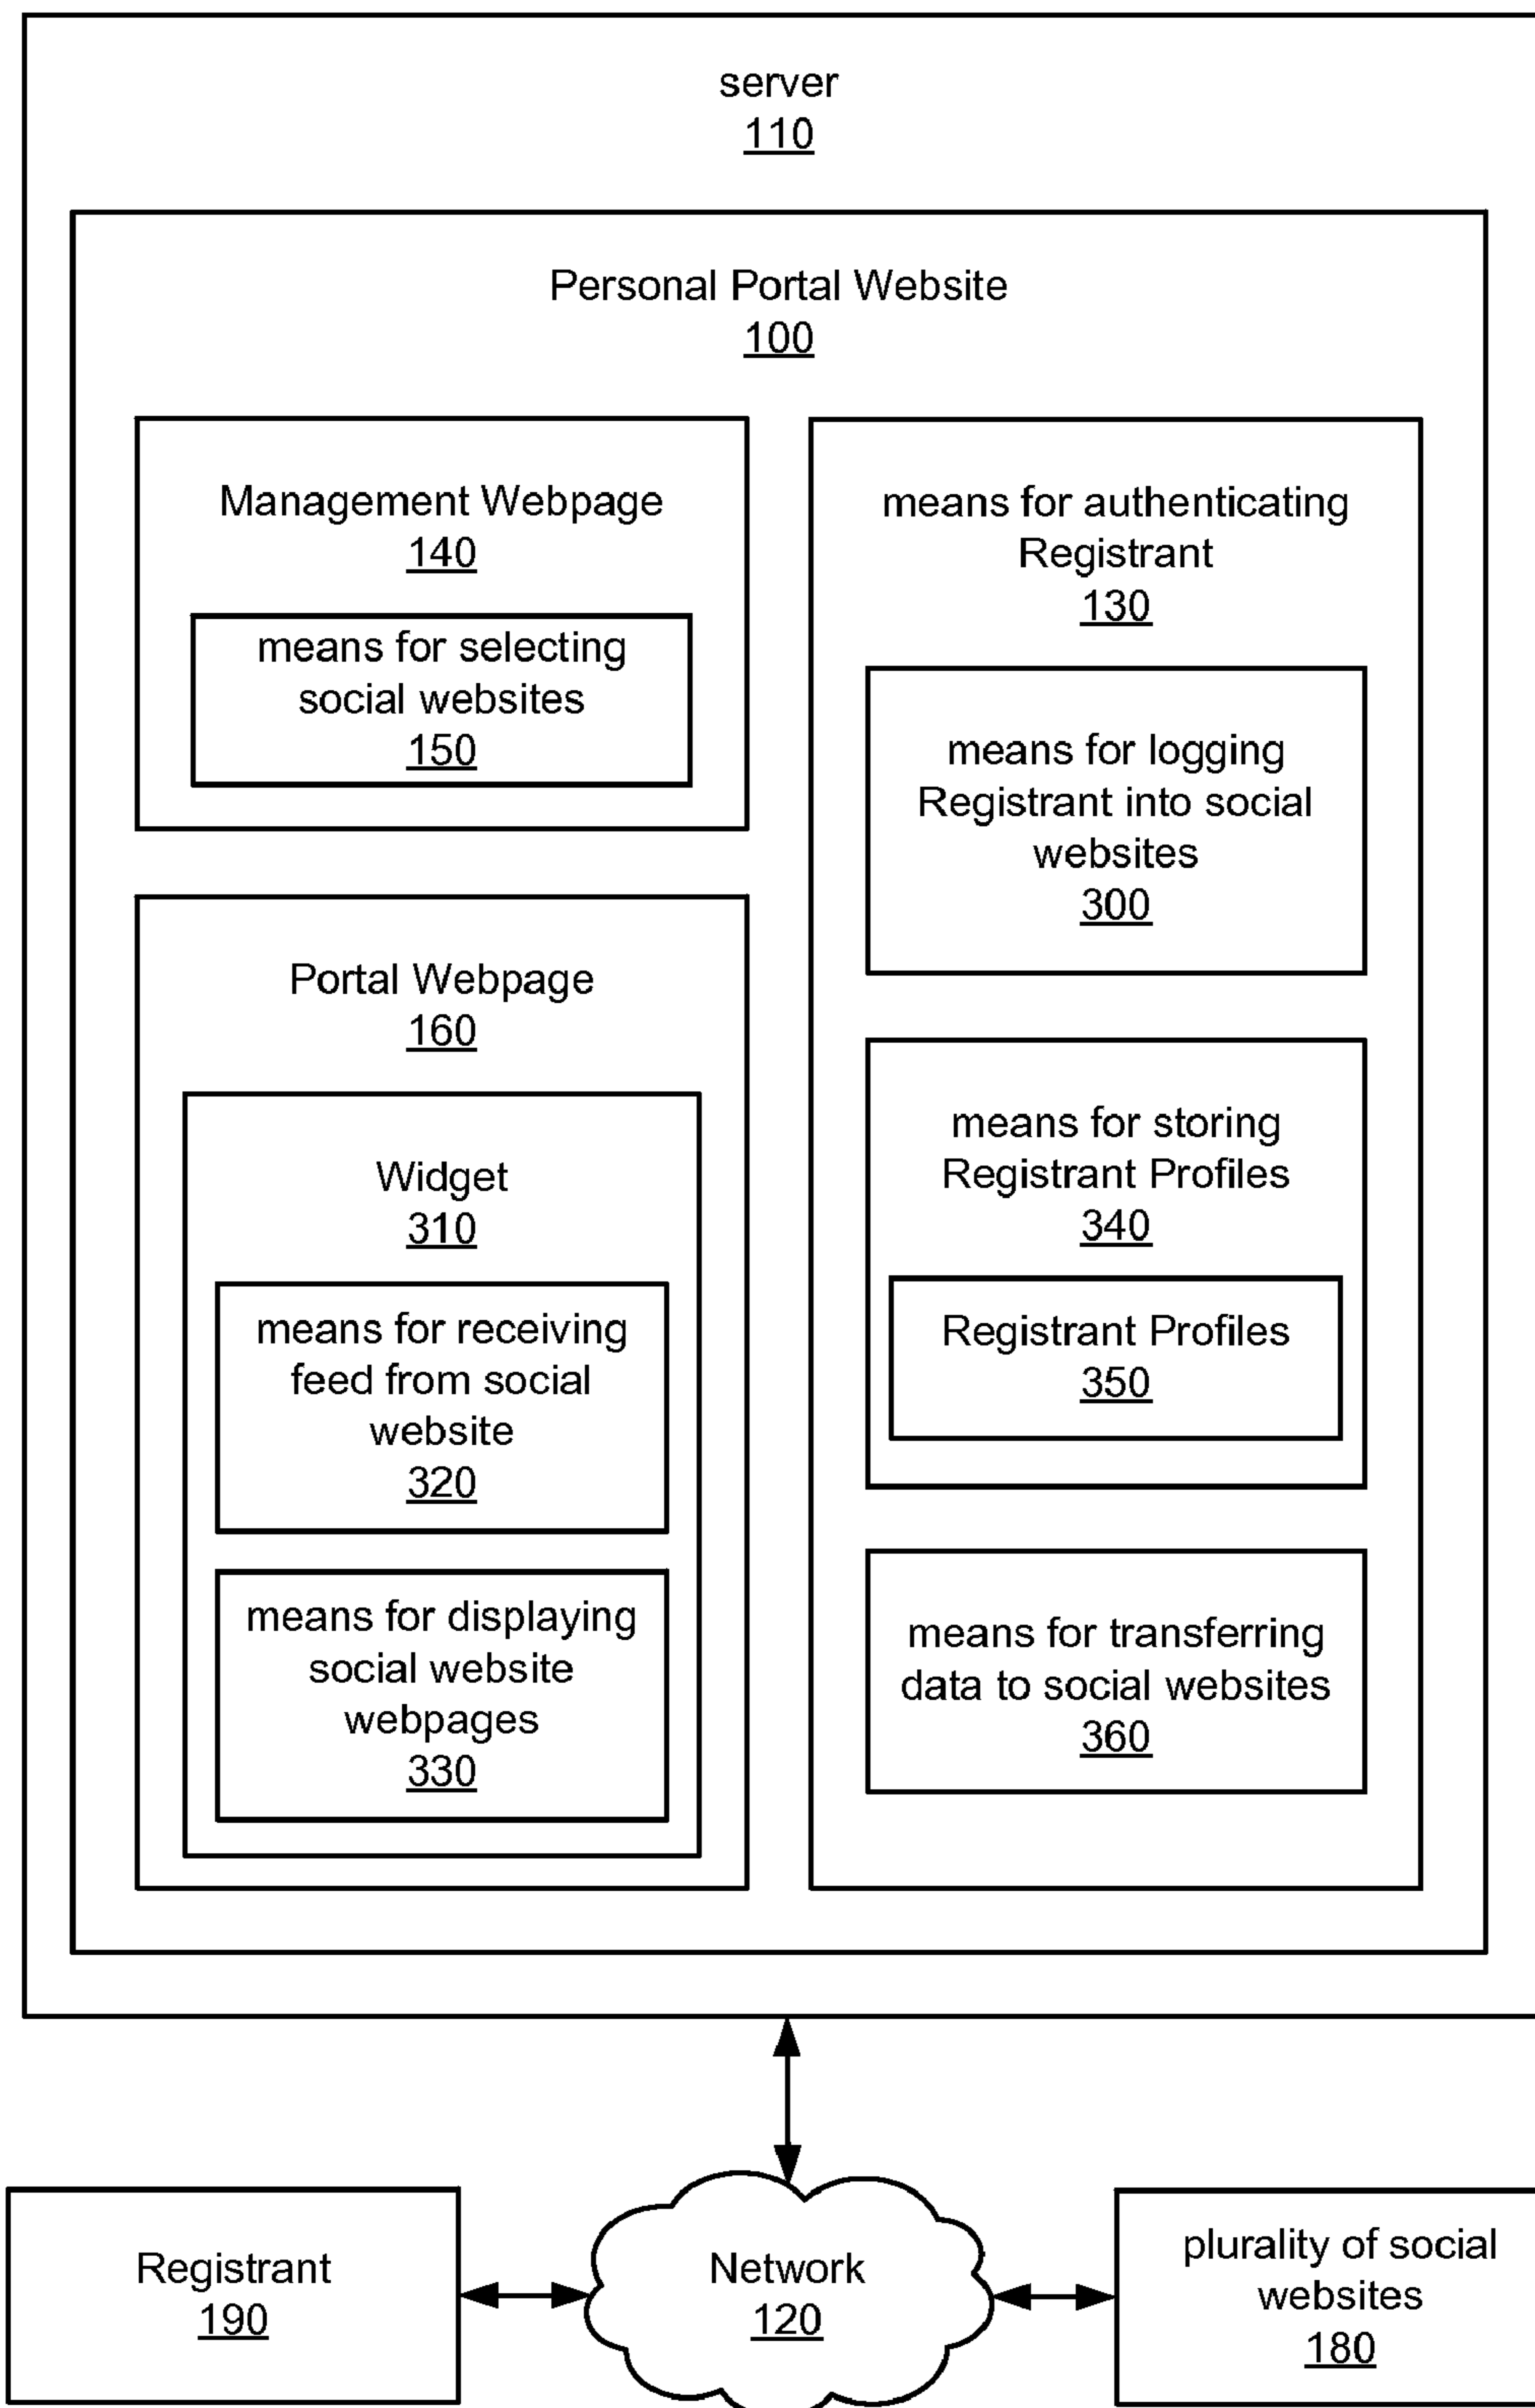 server
110
Personal Portal Website
100
Management Webpage
140
means for selecting
social websites
150
Portal Webpage
160
Widget
310
means for receiving
feed from social
website
320
means for displaying
social website
webpages
330
means for authenticating
Registrant
130
means for logging
Registrant into social
websites
300
means for storing
Registrant Profiles
340
Registrant Profiles
350
means for transferring
data to social websites
360
Registrant
190
Network
120
plurality of social
websites
180